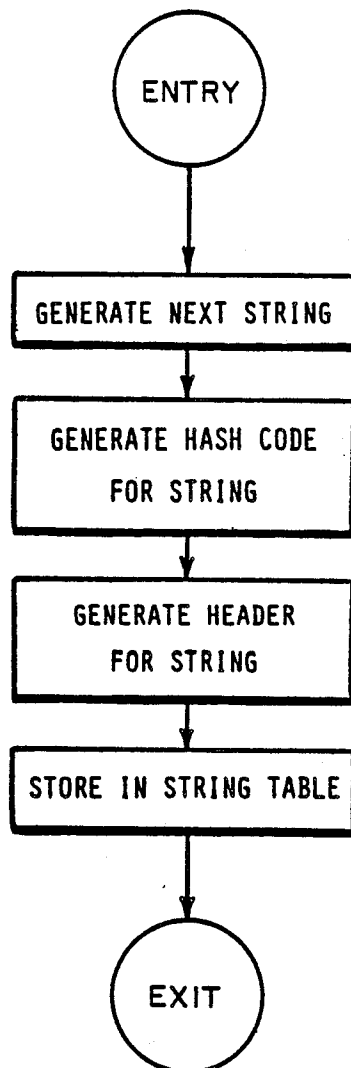 ENTRY
GENERATE NEXT STRING
GENERATE HASH CODE
FOR STRING
GENERATE HEADER
FOR STRING
STORE IN STRING TABLE
EXIT